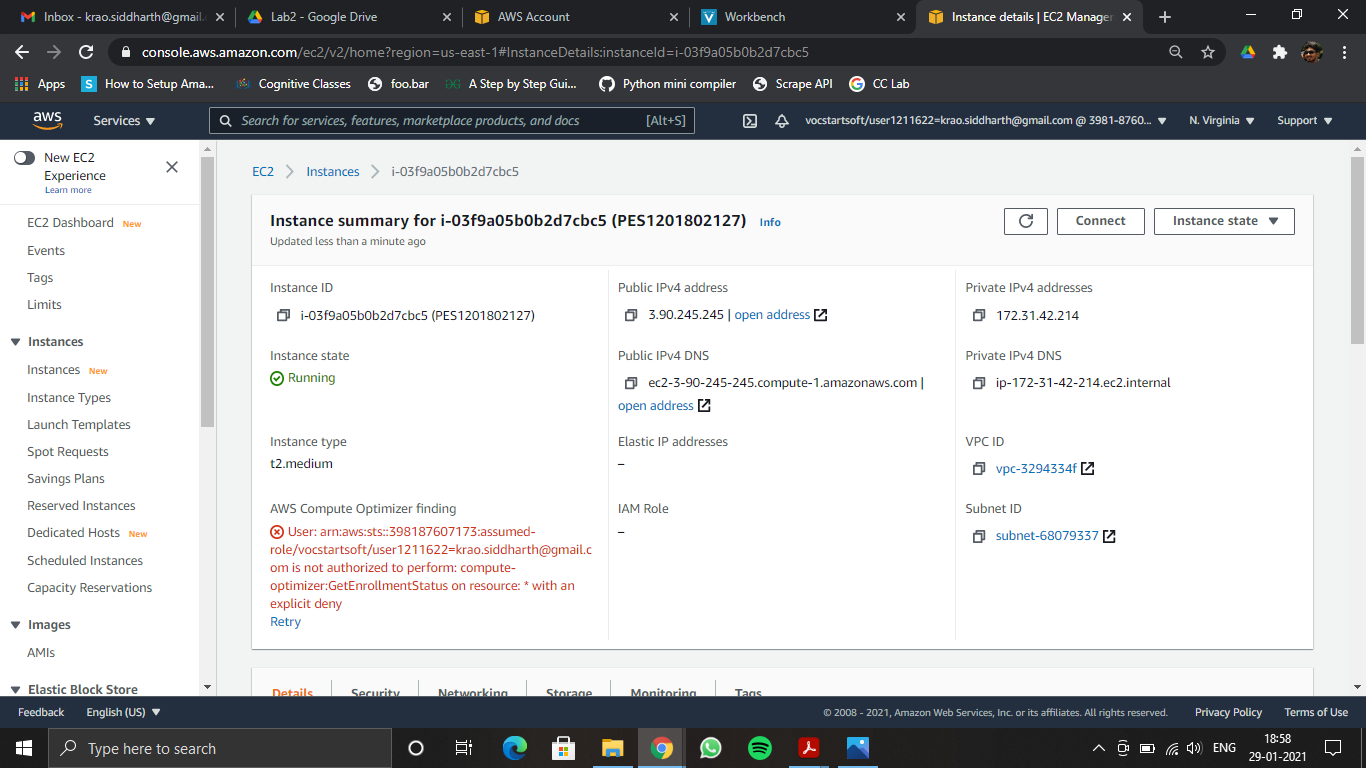 Inbox - krao.siddharth@gmail.c
Lab2 - Google Drive
AWS Account
Workbench
Instance details | EC2 Manager
console.aws.amazon.com/ec2/v2/home?region=us-east-1#InstanceDetails:instanceId=i-03f9a05b0b2d7cbc5
Apps
How to Setup Ama...
Cognitive Classes
foo.bar
A Step by Step Gui...
Python mini compiler
Scrape API
CC Lab
aws
Services
Search for services, features, marketplace products, and docs
[Alt+S]
vocstartsoft/user1211622=krao.siddharth@gmail.com @ 3981-8760...
N. Virginia
Support
New EC2
Experience
Learn more
EC2 Dashboard New
Events
Tags
Limits
Instances
Instances New
Instance Types
Launch Templates
Spot Requests
Savings Plans
Reserved Instances
Dedicated Hosts New
Scheduled Instances
Capacity Reservations
Images
AMIs
Elastic Block Store
EC2
Instances
i-03f9a05b0b2d7cbc5
Instance summary for i-03f9a05b0b2d7cbc5 (PES1201802127) Info
Updated less than a minute ago
Connect
Instance state
Instance ID
i-03f9a05b0b2d7cbc5 (PES1201802127)
Public IPv4 address
3.90.245.245 | open address
Private IPv4 addresses
172.31.42.214
Instance state
Running
Public IPv4 DNS
ec2-3-90-245-245.compute-1.amazonaws.com |
open address
Private IPv4 DNS
ip-172-31-42-214.ec2.internal
Instance type
t2.medium
Elastic IP addresses
–
VPC ID
vpc-3294334f
AWS Compute Optimizer finding
User: arn:aws:sts::398187607173:assumed-
role/vocstartsoft/user1211622=krao.siddharth@gmail.c
om is not authorized to perform: compute-
optimizer:GetEnrollmentStatus on resource: * with an
explicit deny
Retry
IAM Role
–
Subnet ID
subnet-68079337
Details
Security
Networking
Storage
Monitoring
Tags
Feedback
English (US)
© 2008 - 2021, Amazon Web Services, Inc. or its affiliates. All rights reserved.
Privacy Policy
Terms of Use
Type here to search
ENG
18:58
29-01-2021